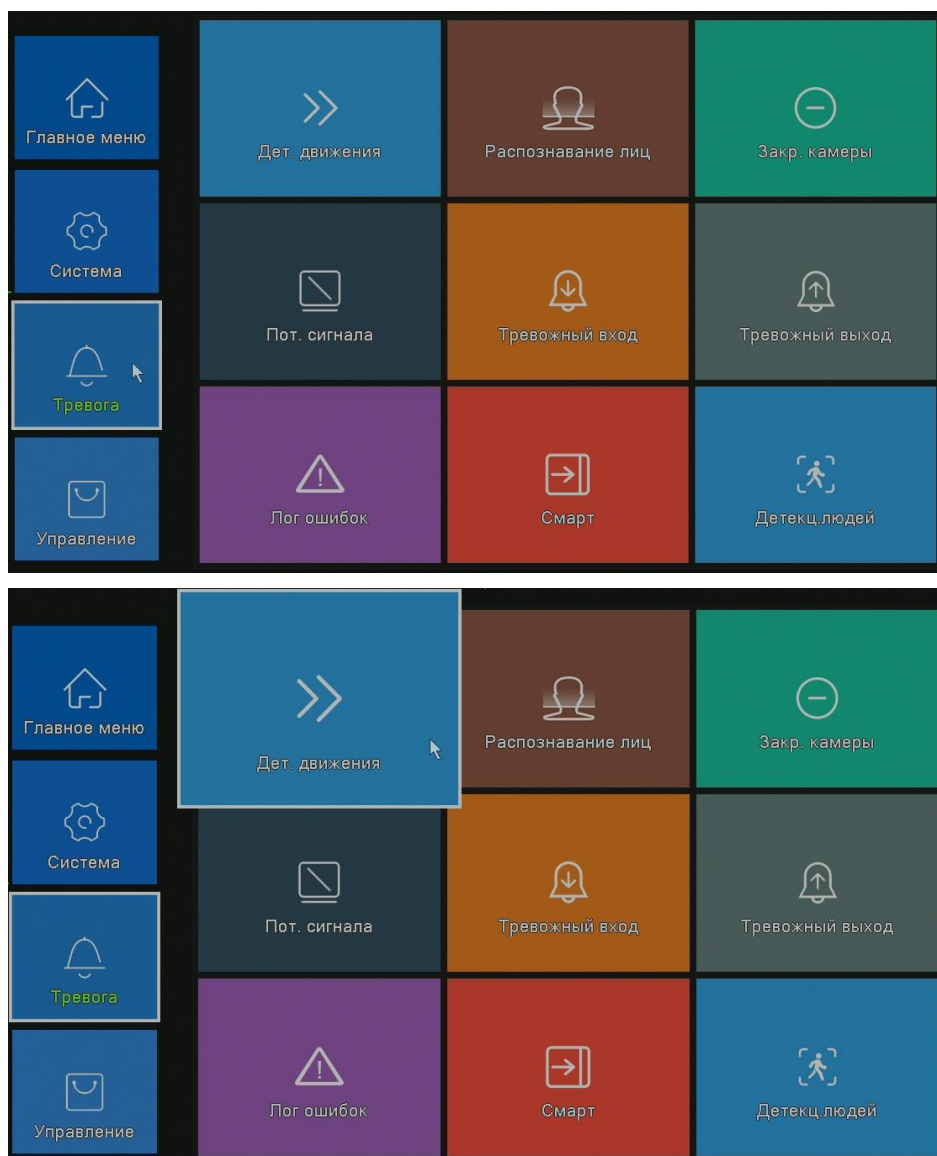 Главное меню
Дет. движения
Распознавание лиц
Закр. камеры
Система
Пот. сигнала
Тревожный вход
Тревожный выход
Тревога
Лог ошибок
Смарт
Детекц.людей
Управление
Главное меню
Дет. движения
Распознавание лиц
Закр. камеры
Система
Пот. сигнала
Тревожный вход
Тревожный выход
Тревога
Лог ошибок
Смарт
Детекц.людей
Управление